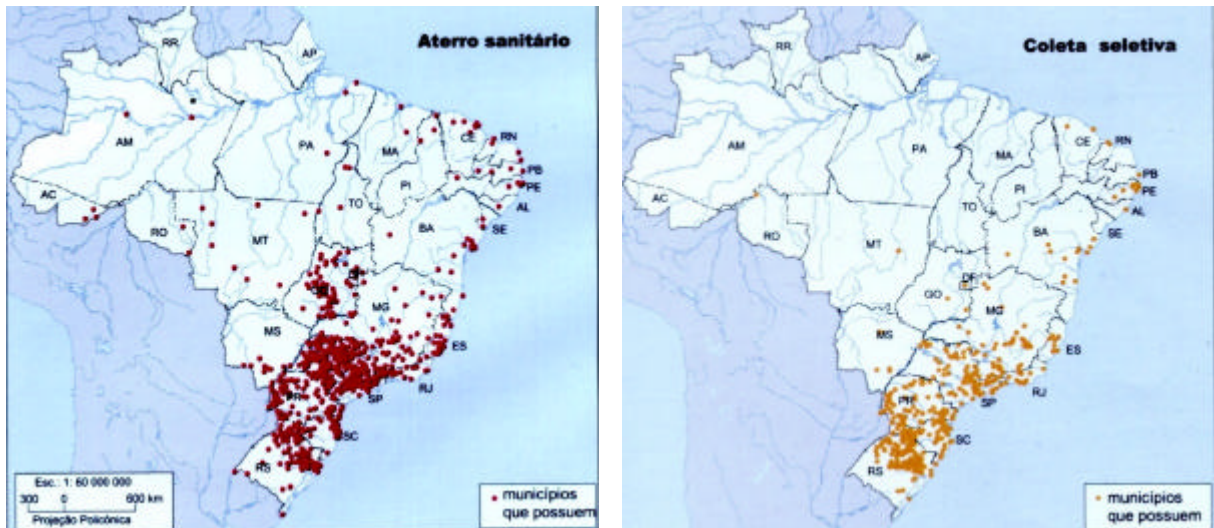 Aterro sanitário
RR
AP
AM
PA
MA
CE
RN
PI
PB
PE
AC
AL
TO
SE
RO
BA
MT
MG
MS
ES
RJ
SP
PR
SC
RS
Esc.: 1: 60 000 000
300 0 600 km
Projeção Policónica
municípios
que possuem
Coleta seletiva
RR
AP
AM
PA
MA
CE
RN
PI
PB
PE
AC
AL
TO
SE
RO
BA
MT
DF
GO
MG
MS
ES
RJ
SP
PR
SC
RS
municípios
que possuem